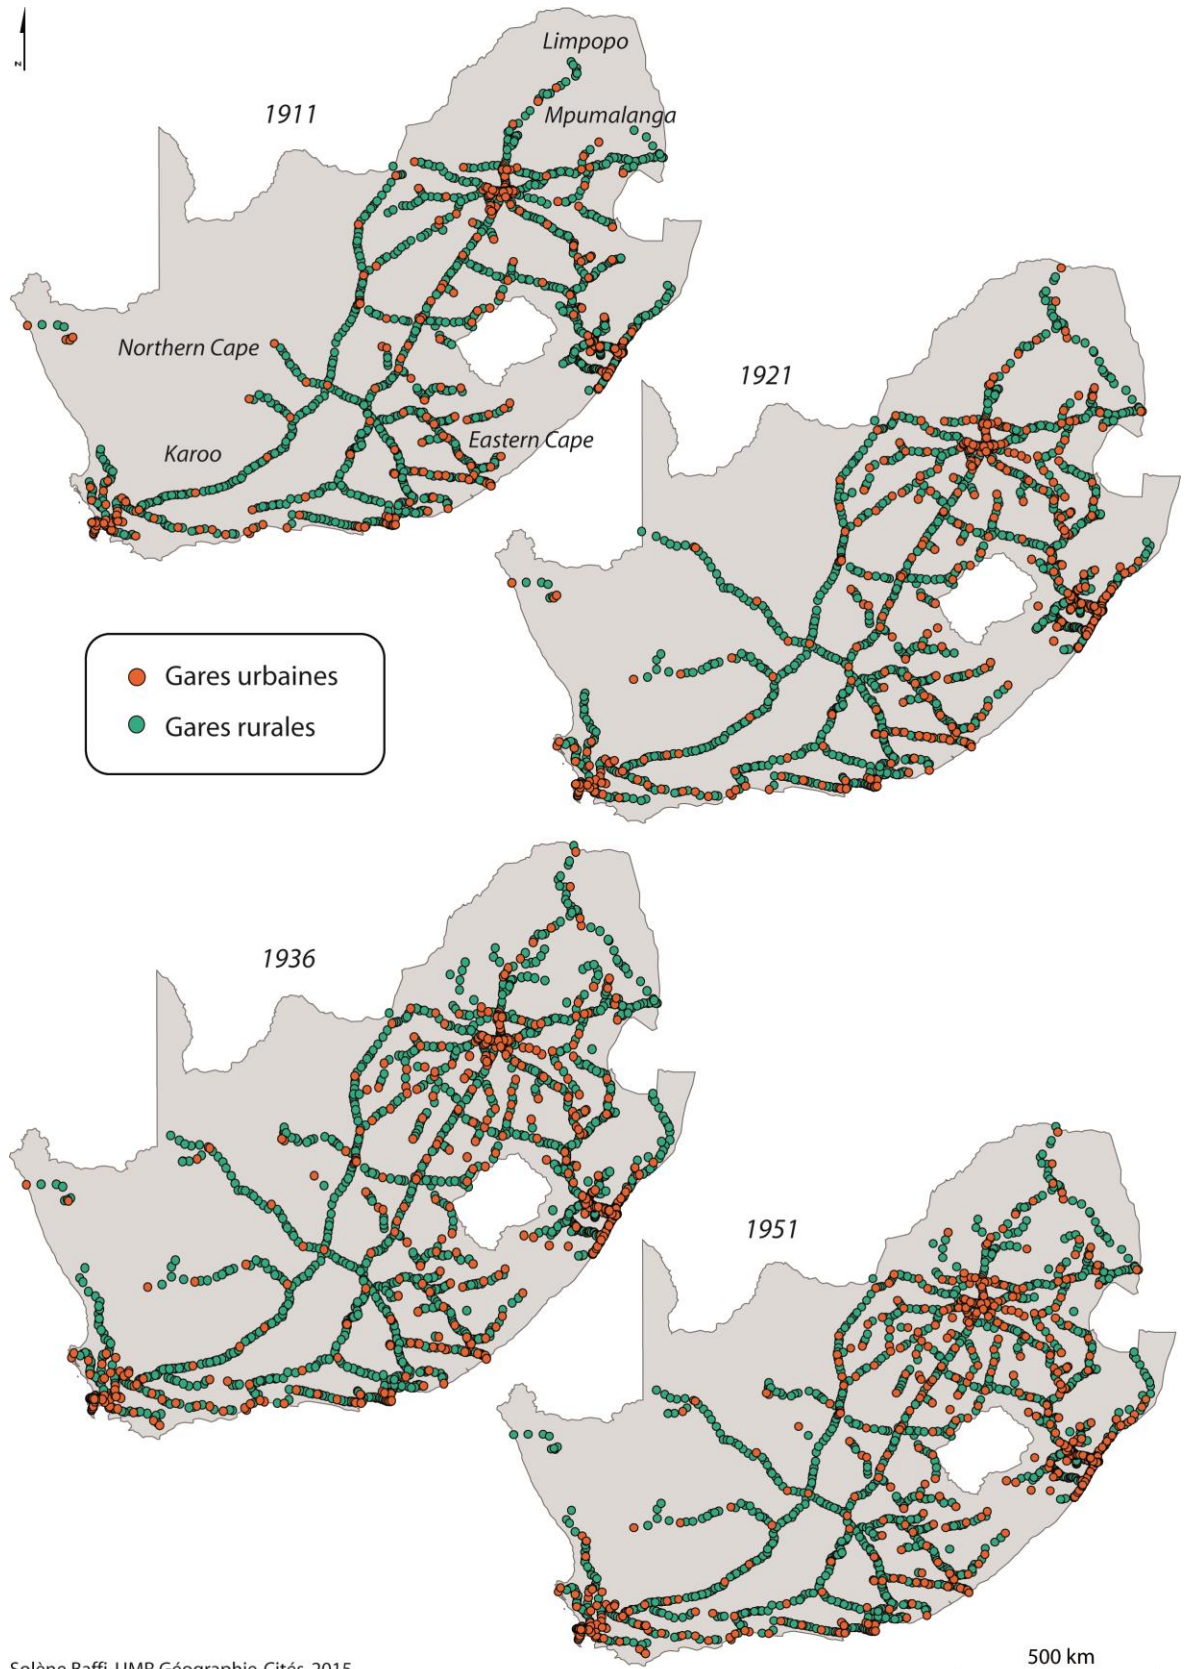 N
Limpopo
1911
Mpumalanga
Northern Cape
1921
Eastern Cape
Karoo
Gares urbaines
Gares rurales
1936
1951
500 km
Solène Baffi, UMR Géographie-Cités, 2015